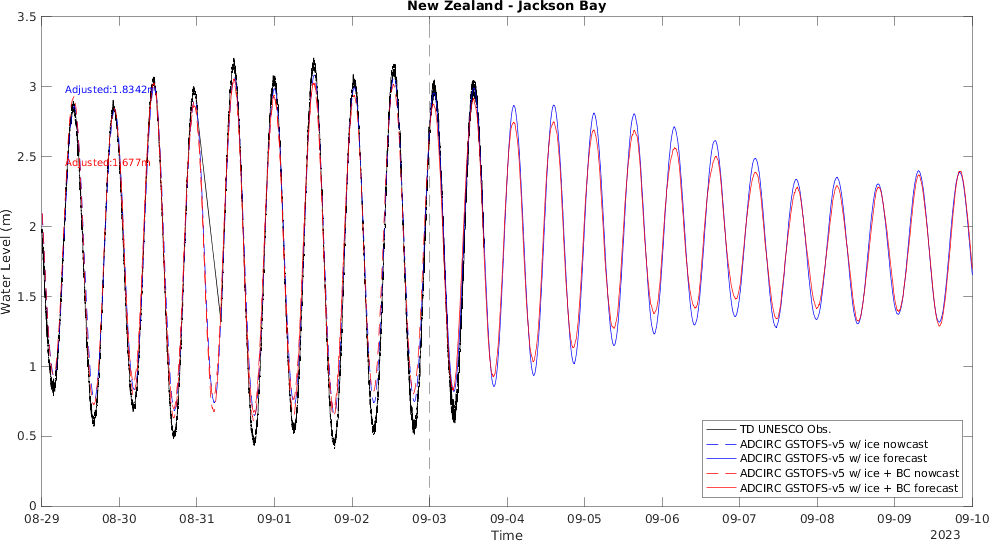 New Zealand - Jackson Bay
3.5
3
2.5
2
1.5
1
0.5
0
Water Level (m)
Adjusted:1.8342m
Adjusted:1.677m
TD UNESCO Obs.
ADCIRC GSTOFS-v5 w/ ice nowcast
ADCIRC GSTOFS-v5 w/ ice forecast
ADCIRC GSTOFS-v5 w/ ice + BC nowcast
ADCIRC GSTOFS-v5 w/ ice + BC forecast
08-29 08-30 08-31 09-01 09-02 09-03 09-04 09-05 09-06 09-07 09-08 09-09 09-10
Time
2023